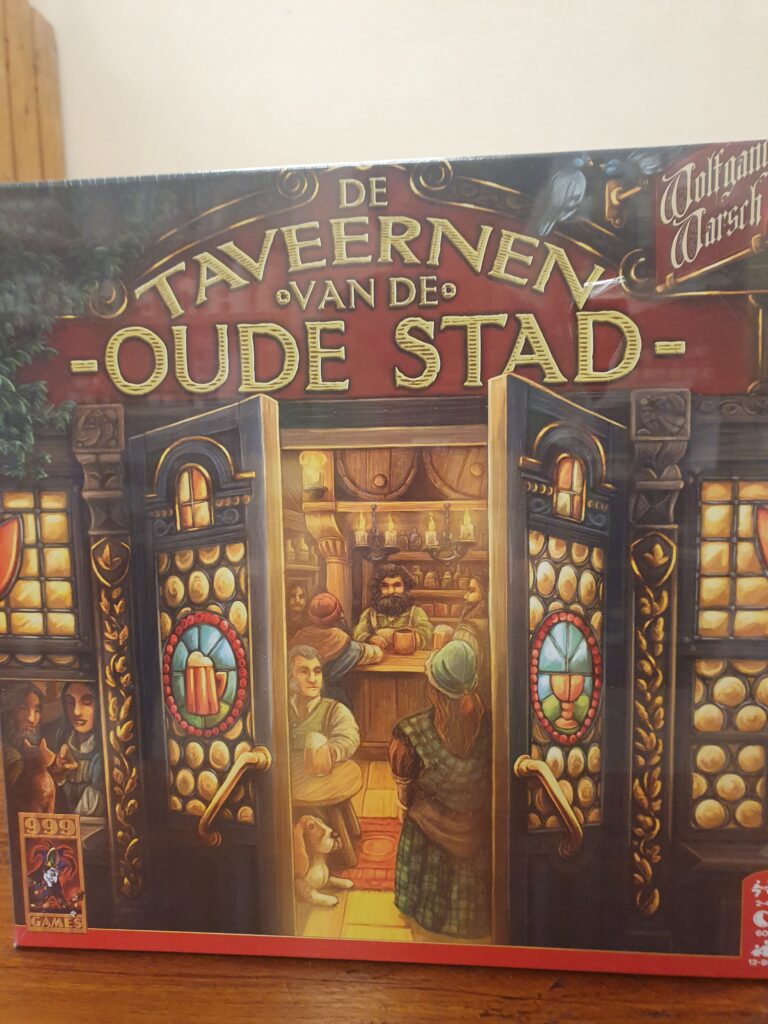 DE
TAVEERNEN
VAN DE
-OUDE STAD-
Wolfgang
Warsch
999
GAMES